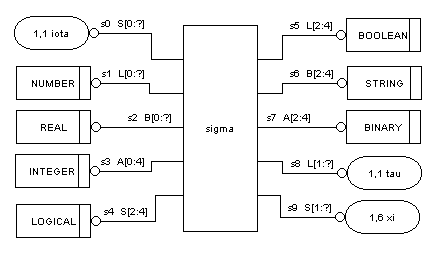 s0 S[0:?]
1,1 iota
s1 L[0:?]
NUMBER
s2 B[0:?]
REAL
s3 A[0:4]
INTEGER
s4 S[2:4]
LOGICAL
sigma
s5 L[2:4]
BOOLEAN
s6 B[2:4]
STRING
s7 A[2:4]
BINARY
s8 L[1:?]
1,1 tau
s9 S[1:?]
1,6 xi